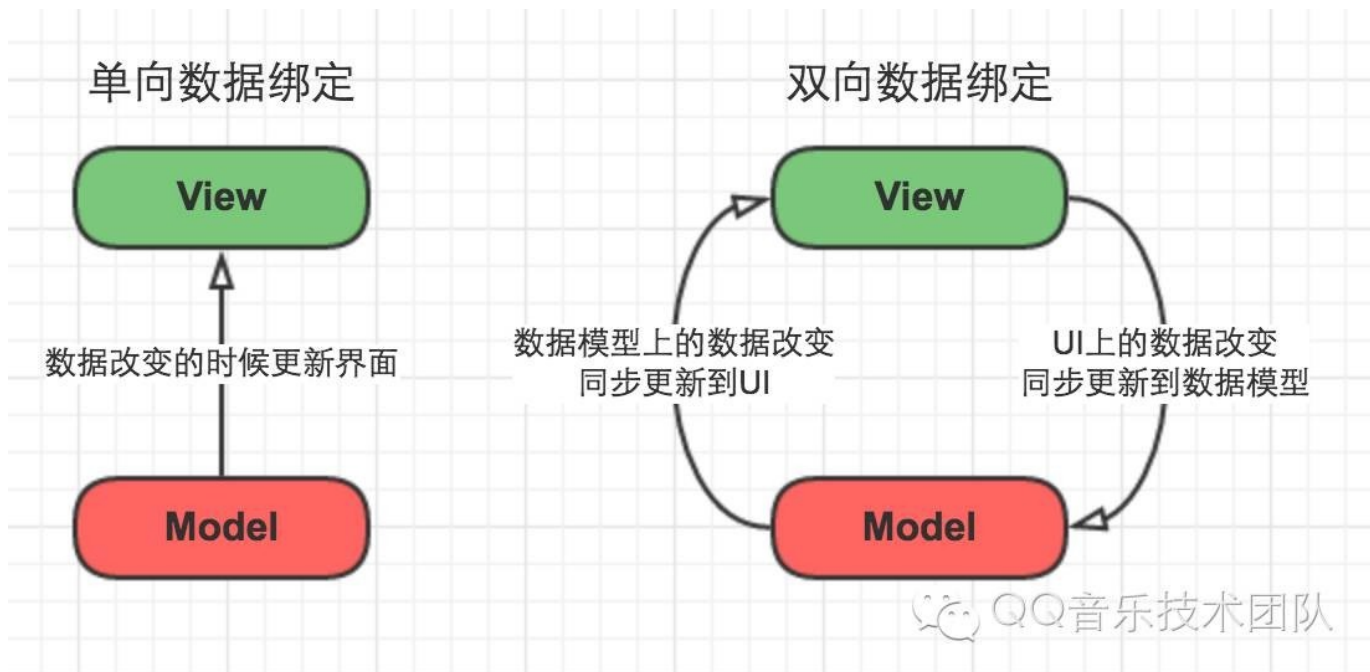 单向数据绑定
View
数据改变的时候更新界面
Model
双向数据绑定
View
数据模型上的数据改变
同步更新到UI
UI上的数据改变
同步更新到数据模型
Model
QQ音乐技术团队